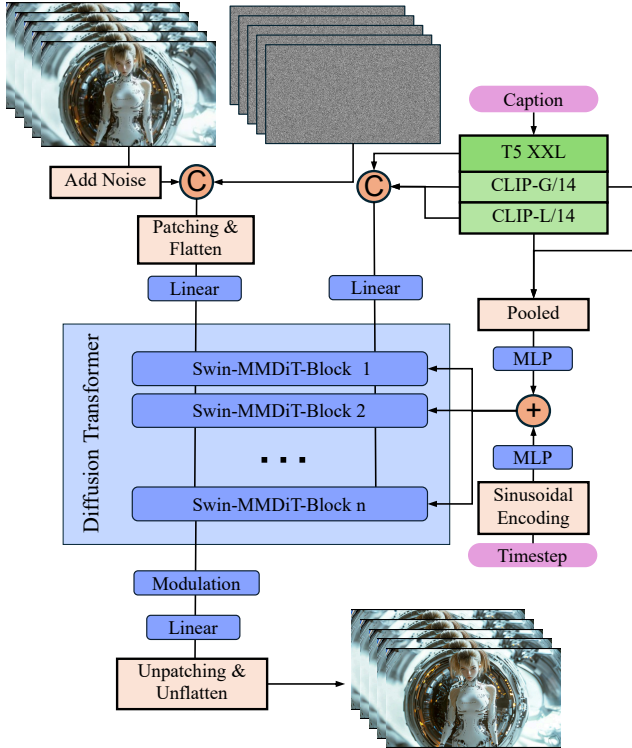 Caption
T5 XXL
Add Noise
C
C
CLIP-G/14
CLIP-L/14
Patching &
Flatten
Linear
Linear
Pooled
Diffusion Transformer
Swin-MMDiT-Block 1
MLP
Swin-MMDiT-Block 2
+
. . .
MLP
Swin-MMDiT-Block n
Sinusoidal
Encoding
Timestep
Modulation
Linear
Unpatching &
Unflatten